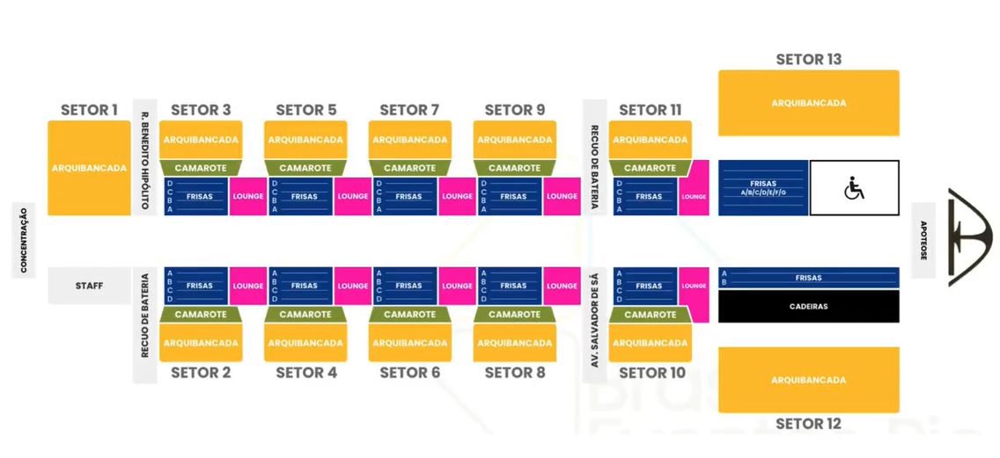 SETOR 13
ARQUIBANCADA
SETOR 1
SETOR 3
SETOR 5
SETOR 7
SETOR 9
SETOR 11
ARQUIBANCADA
R. BENEDITO HIPÓLITO
ARQUIBANCADA
ARQUIBANCADA
ARQUIBANCADA
ARQUIBANCADA
RECUO DE BATERIA
ARQUIBANCADA
CAMAROTE
CAMAROTE
CAMAROTE
CAMAROTE
CAMAROTE
D
C
B
A
FRISAS
LOUNGE
D
C
B
A
FRISAS
LOUNGE
D
C
B
A
FRISAS
LOUNGE
D
C
B
A
FRISAS
LOUNGE
D
C
B
A
FRISAS
LOUNGE
FRISAS
A/B/C/D/E/F/G
CONCENTRAÇÃO
APOTEOSE
STAFF
RECUO DE BATERIA
A
B
C
D
FRISAS
LOUNGE
A
B
C
D
FRISAS
LOUNGE
A
B
C
D
FRISAS
LOUNGE
A
B
C
D
FRISAS
LOUNGE
AV. SALVADOR DE SÁ
A
B
C
D
FRISAS
LOUNGE
A
B
FRISAS
CADEIRAS
CAMAROTE
CAMAROTE
CAMAROTE
CAMAROTE
CAMAROTE
ARQUIBANCADA
ARQUIBANCADA
ARQUIBANCADA
ARQUIBANCADA
ARQUIBANCADA
ARQUIBANCADA
SETOR 2
SETOR 4
SETOR 6
SETOR 8
SETOR 10
SETOR 12